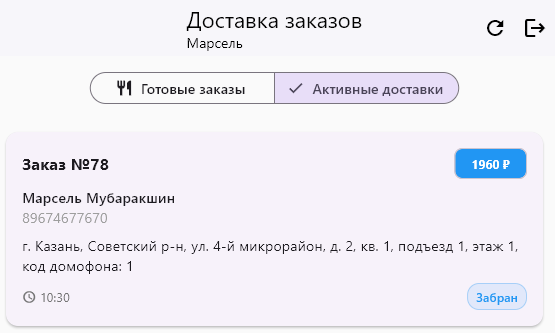 Доставка заказов
Марсель
Готовые заказы
Активные доставки
Заказ №78
1960 ₽
Марсель Мубаракшин
89674677670
г. Казань, Советский р-н, ул. 4-й микрорайон, д. 2, кв. 1, подъезд 1, этаж 1,
код домофона: 1
10:30
Забран